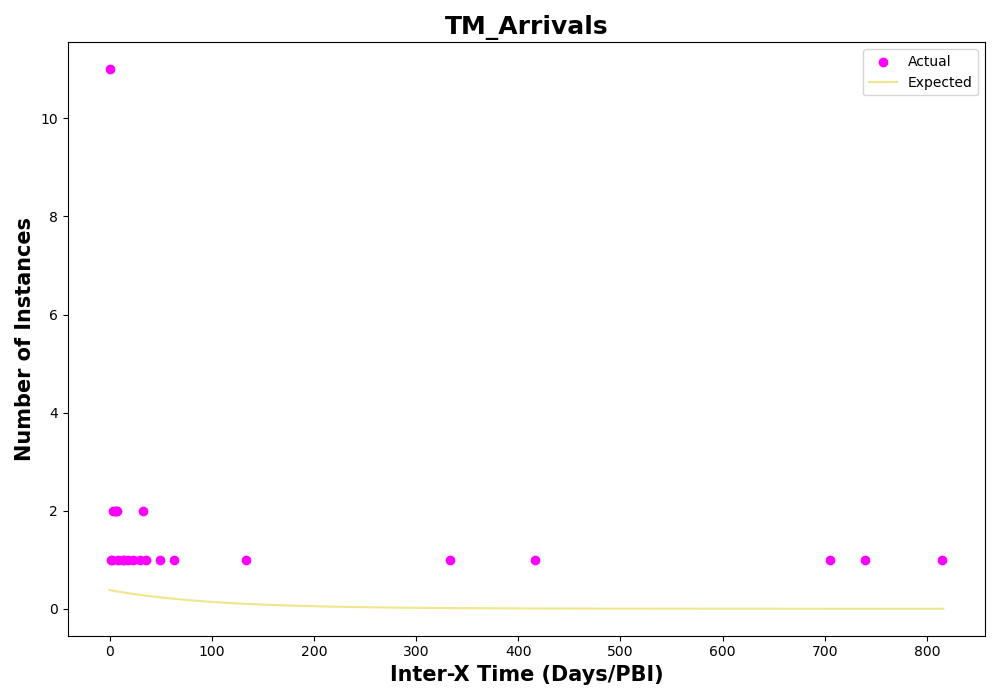 TM_Arrivals
Actual
Expected
Number of Instances
10
8
6
4
2
0
0 100 200 300 400 500 600 700 800
Inter-X Time (Days/PBI)